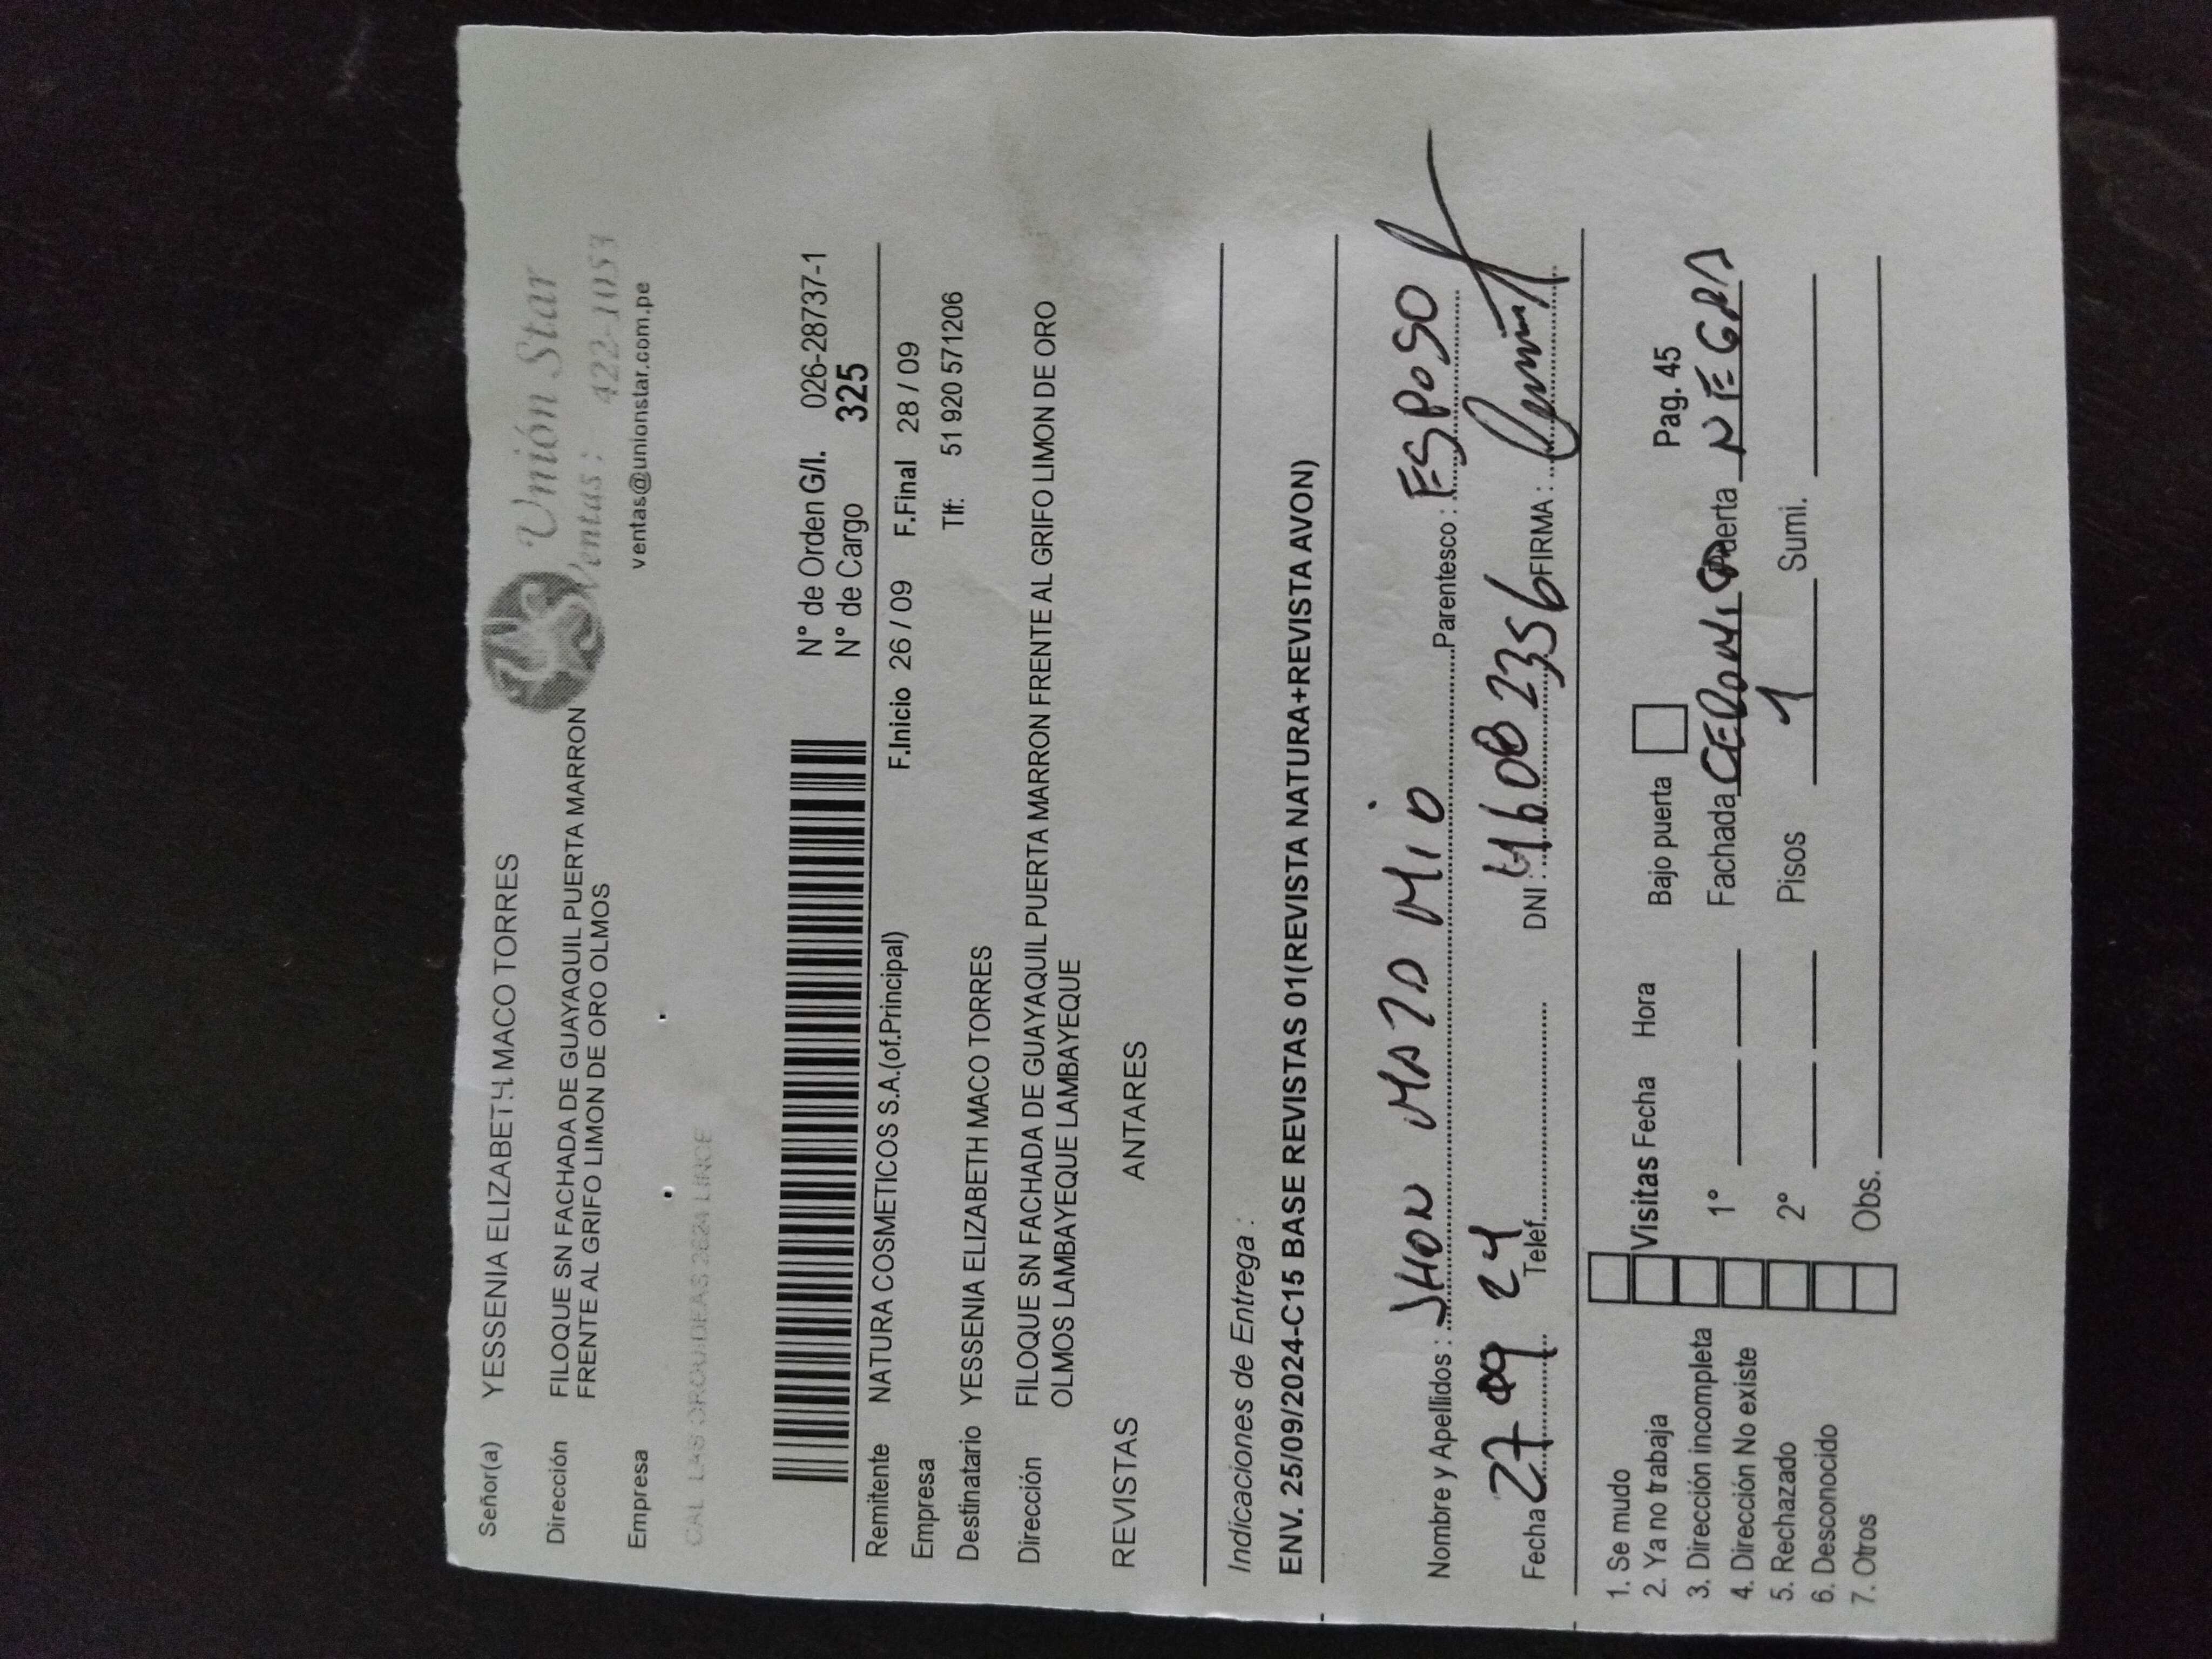 Unión Star
Ventas : 422-1053
ventas@unionstar.com.pe
Señor(a) YESSENIA ELIZABETH MACO TORRES
Dirección FILOQUE SN FACHADA DE GUAYAQUIL PUERTA MARRON
FRENTE AL GRIFO LIMON DE ORO OLMOS
Empresa
CAL LAS ORQUIDEAS 2624 LINCE
N° de Orden G/I. 026-28737-1
N° de Cargo 325
Remitente NATURA COSMETICOS S.A.(of.Principal) F.Inicio 26 / 09 F.Final 28 / 09
Empresa Tlf: 51 920 571206
Destinatario YESSENIA ELIZABETH MACO TORRES
Dirección FILOQUE SN FACHADA DE GUAYAQUIL PUERTA MARRON FRENTE AL GRIFO LIMON DE ORO
OLMOS LAMBAYEQUE LAMBAYEQUE
REVISTAS ANTARES
Indicaciones de Entrega :
ENV. 25/09/2024-C15 BASE REVISTAS 01(REVISTA NATURA+REVISTA AVON)
Nombre y Apellidos : JHON MIO Parentesco : ESPOSO
Fecha 27 09 24 Telef. DNI : 46082356 FIRMA :
1. Se mudo
2. Ya no trabaja
3. Dirección incompleta
4. Dirección No existe
5. Rechazado
6. Desconocido
7. Otros
Visitas Fecha Hora Bajo puerta Pag. 45
1° Fachada CERAMICA Puerta NEGRA
2° Pisos 1 Sumi.
Obs.